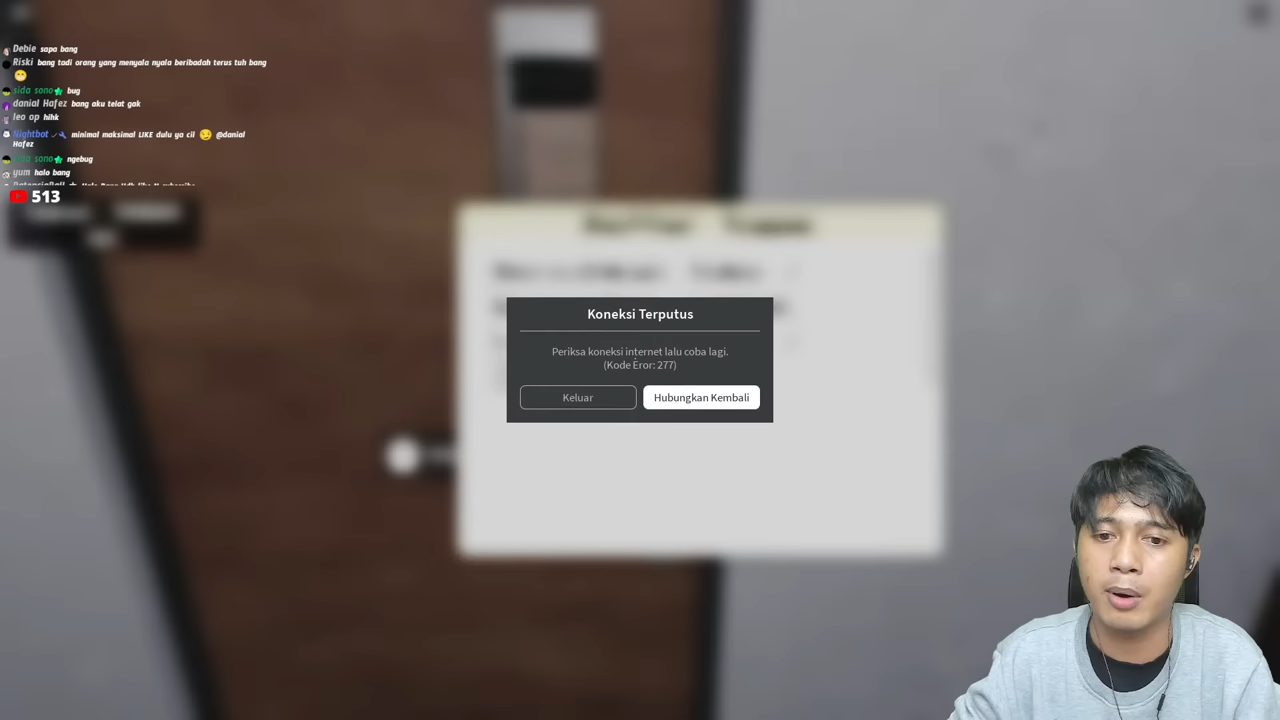 Debie sapa bang
Riski bang tadi orang yang menyala nyala beribadah terus tuh bang
😁
sida sono bug
danial Hafez bang aku telat gak
leo op hihk
Nightbot minimal maksimal LIKE dulu ya cil 😏 @danial
Hafez
sida sono ngebug
yum halo bang
513
Koneksi Terputus
Periksa koneksi internet lalu coba lagi.
(Kode Eror: 277)
Keluar
Hubungkan Kembali